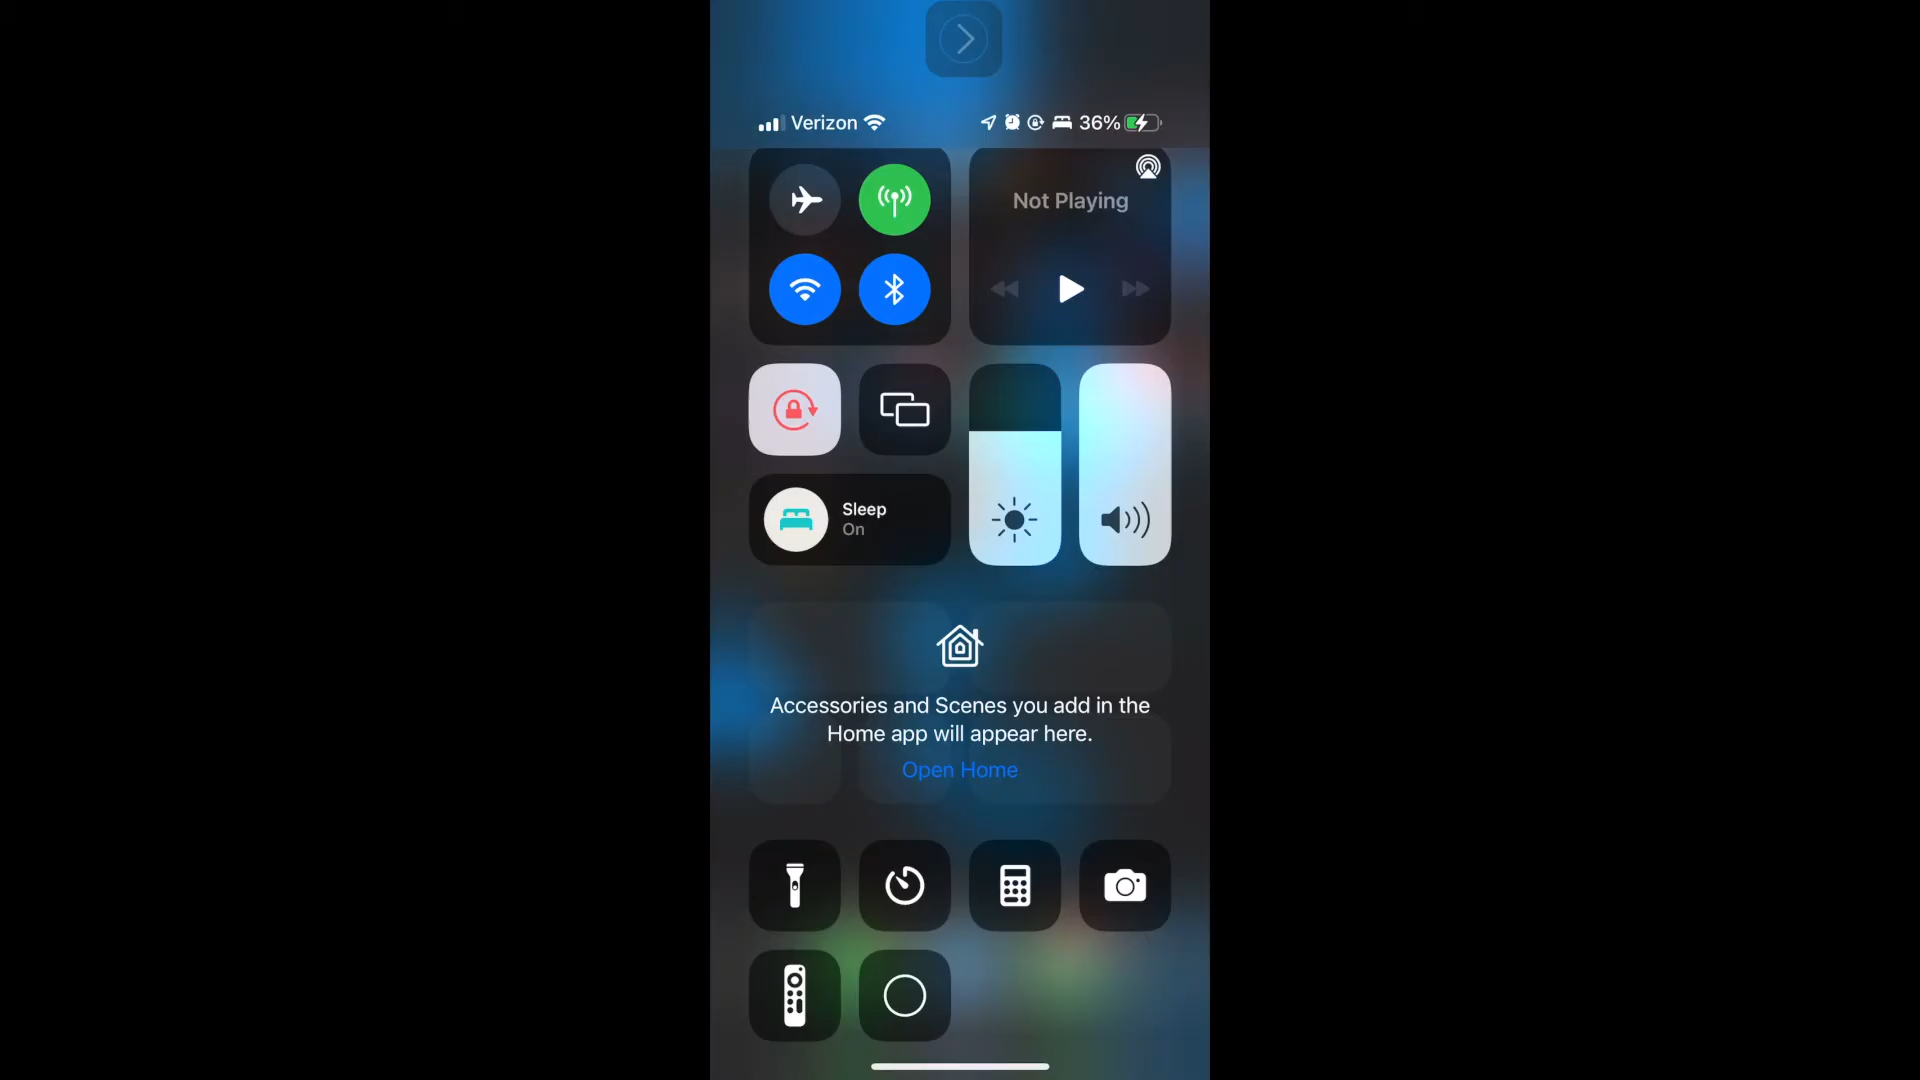 Verizon 36%
Not Playing
Sleep
On
Accessories and Scenes you add in the
Home app will appear here.
Open Home